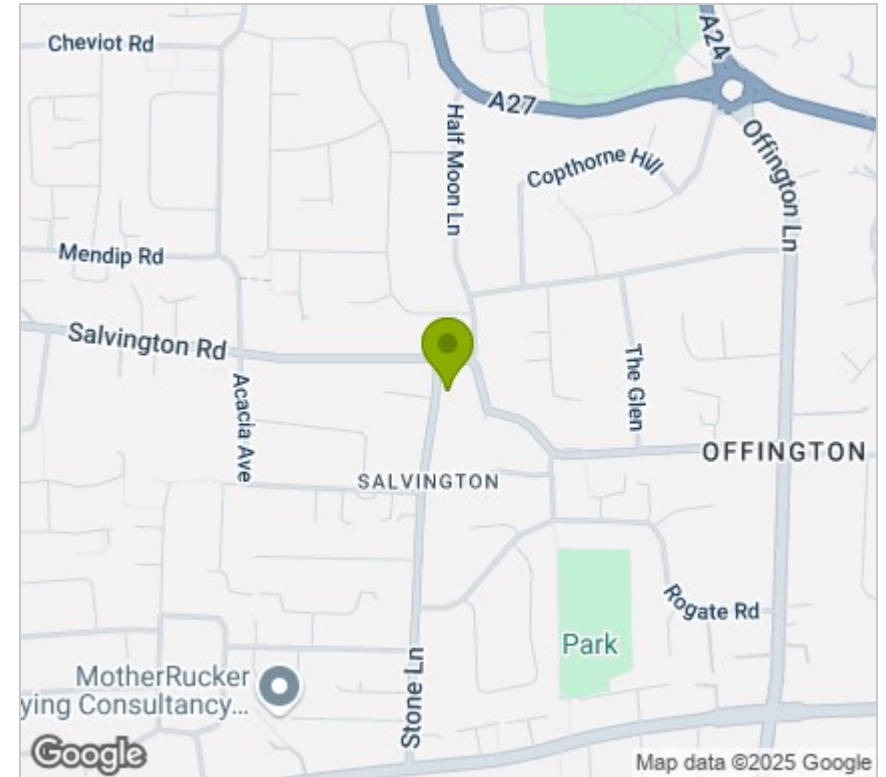 Cheviot Rd
A24
A27
Half Moon Ln
Copthorne Hill
Offington Ln
Mendip Rd
Salvington Rd
The Glen
Acacia Ave
OFFINGTON
SALVINGTON
Rogate Rd
Park
MotherRucker
ying Consultancy...
Stone Ln
Google
Map data ©2025 Google